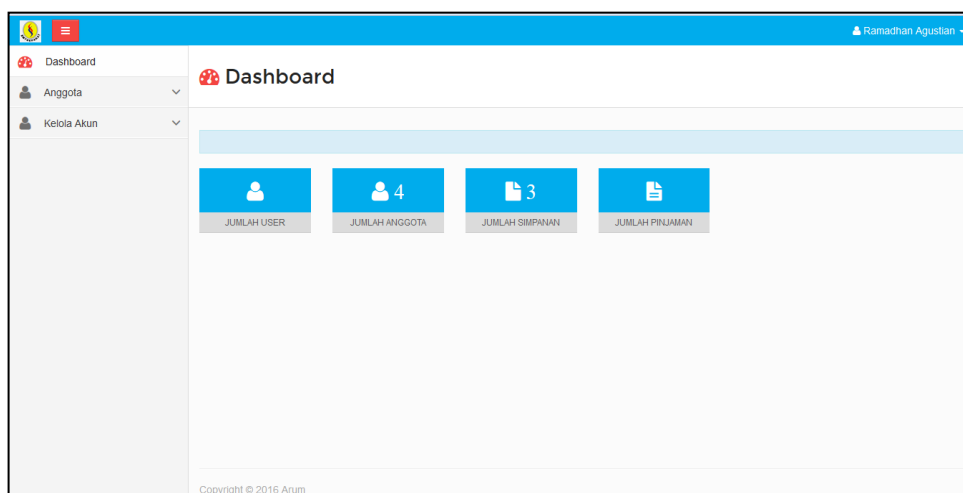 Ramadhan Agustian
Dashboard
Anggota
Kelola Akun
Dashboard
4
3
JUMLAH USER
JUMLAH ANGGOTA
JUMLAH SIMPANAN
JUMLAH PINJAMAN
Copyright © 2016 Arum